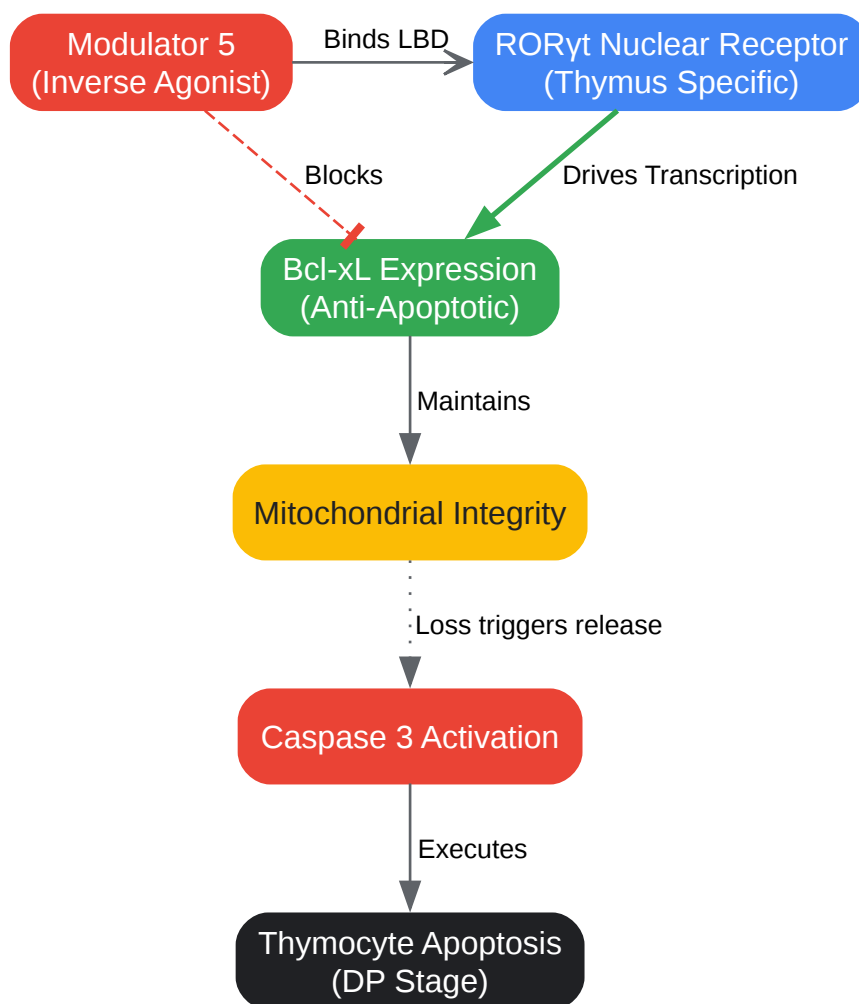 Modulator 5
(Inverse Agonist)
Binds LBD
RORγt Nuclear Receptor
(Thymus Specific)
Blocks
Drives Transcription
Bcl-xL Expression
(Anti-Apoptotic)
Maintains
Mitochondrial Integrity
Loss triggers release
Caspase 3 Activation
Executes
Thymocyte Apoptosis
(DP Stage)